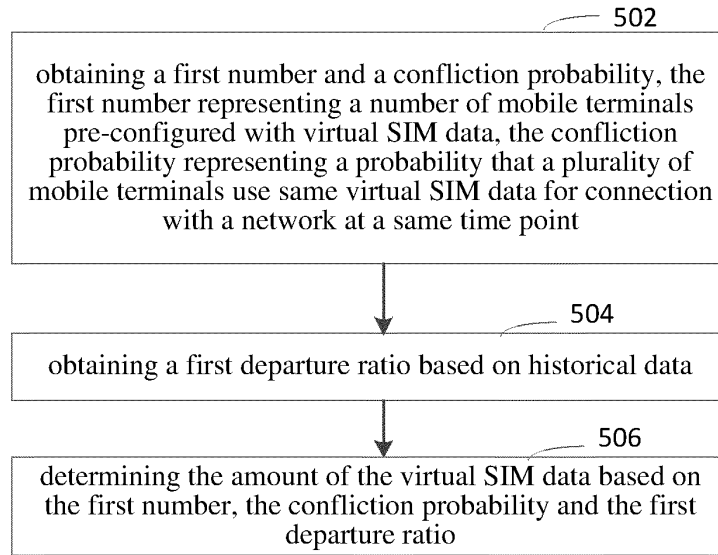 502
obtaining a first number and a confliction probability, the
first number representing a number of mobile terminals
pre-configured with virtual SIM data, the confliction
probability representing a probability that a plurality of
mobile terminals use same virtual SIM data for connection
with a network at a same time point
504
obtaining a first departure ratio based on historical data
506
determining the amount of the virtual SIM data based on
the first number, the confliction probability and the first
departure ratio